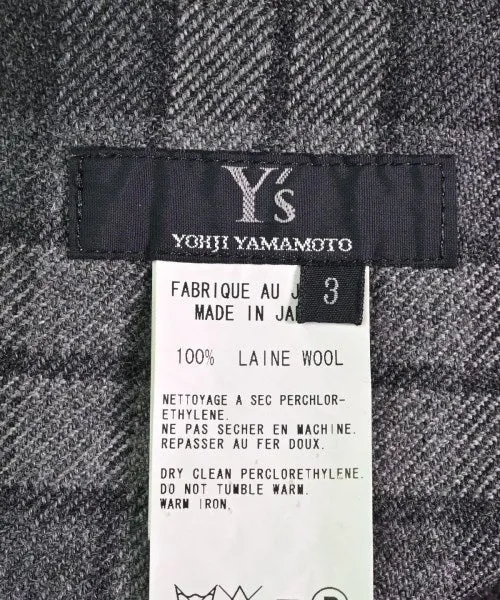 Y's
YOHJI YAMAMOTO
3
FABRIQUE AU J
MADE IN JAP
100% LAINE WOOL
NETTOYAGE A SEC PERCHLOR-
ETHYLENE.
NE PAS SECHER EN MACHINE.
REPASSER AU FER DOUX.
DRY CLEAN PERCLORETHYLENE.
DO NOT TUMBLE WARM.
WARM IRON.